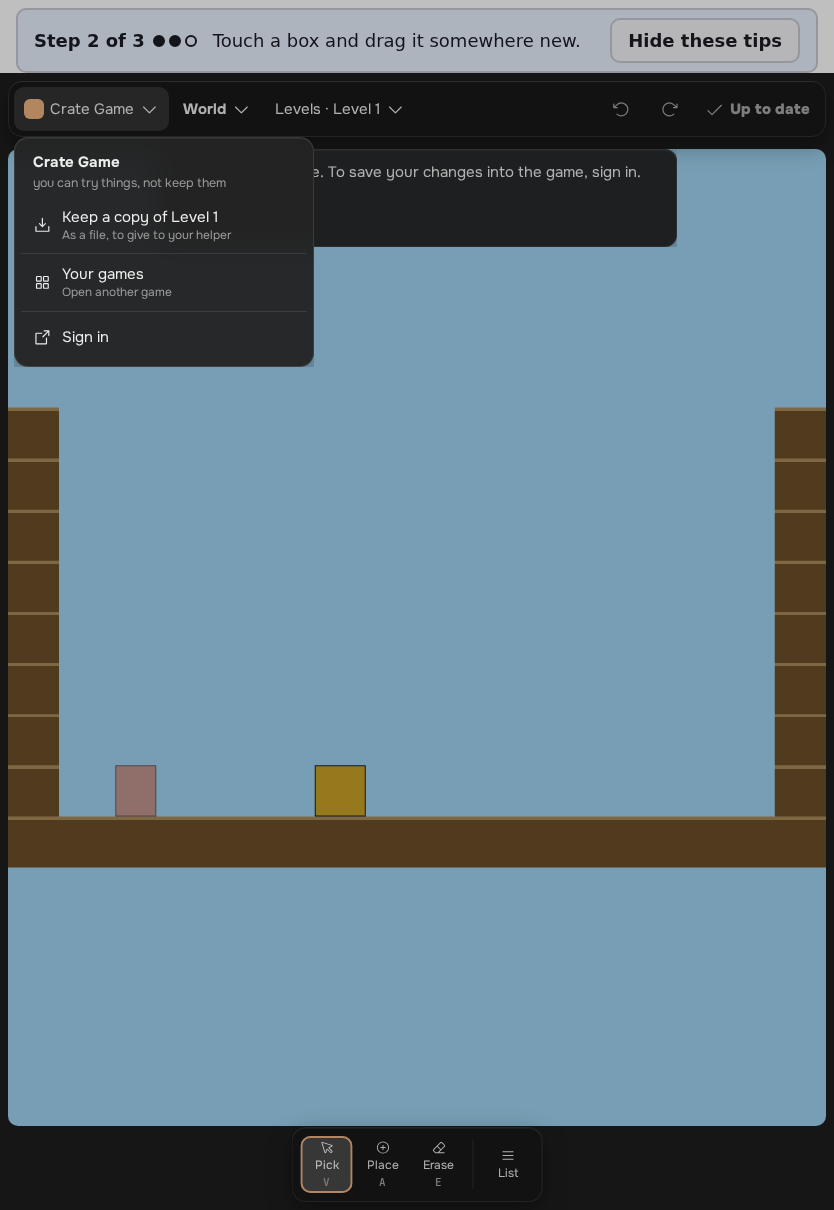 Step 2 of 3 Touch a box and drag it somewhere new. Hide these tips
Crate Game World Levels · Level 1 Up to date
Crate Game
you can try things, not keep them
Keep a copy of Level 1
As a file, to give to your helper
Your games
Open another game
Sign in
To save your changes into the game, sign in.
Pick Place Erase List
V A E